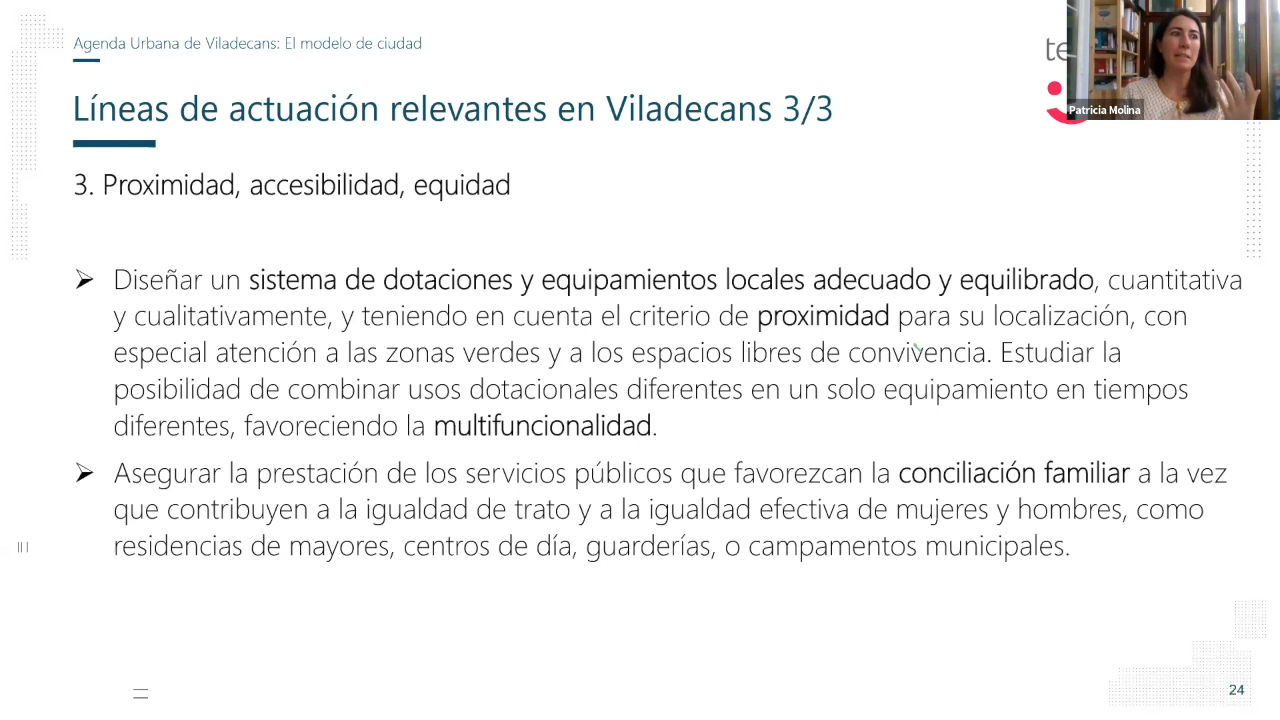 Agenda Urbana de Viladecans: El modelo de ciudad
te
Patricia Molina
Líneas de actuación relevantes en Viladecans 3/3
3. Proximidad, accesibilidad, equidad
➢ Diseñar un sistema de dotaciones y equipamientos locales adecuado y equilibrado, cuantitativa
y cualitativamente, y teniendo en cuenta el criterio de proximidad para su localización, con
especial atención a las zonas verdes y a los espacios libres de convivencia. Estudiar la
posibilidad de combinar usos dotacionales diferentes en un solo equipamiento en tiempos
diferentes, favoreciendo la multifuncionalidad.
➢ Asegurar la prestación de los servicios públicos que favorezcan la conciliación familiar a la vez
que contribuyen a la igualdad de trato y a la igualdad efectiva de mujeres y hombres, como
residencias de mayores, centros de día, guarderías, o campamentos municipales.
24